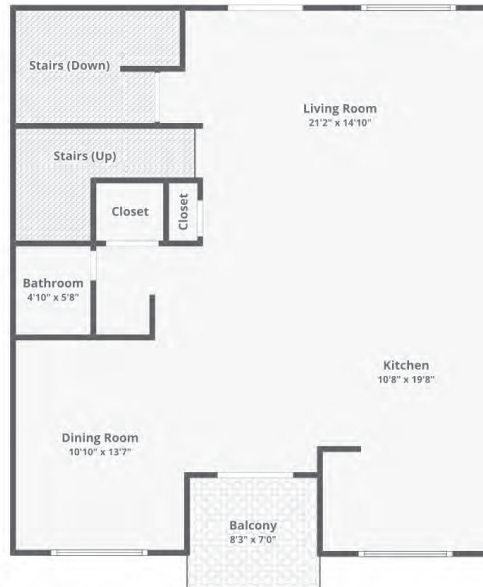 Stairs (Down)
Living Room
21'2" x 14'10"
Stairs (Up)
Closet
Closet
Bathroom
4'10" x 5'8"
Kitchen
10'8" x 19'8"
Dining Room
10'10" x 13'7"
Balcony
8'3" x 7'0"